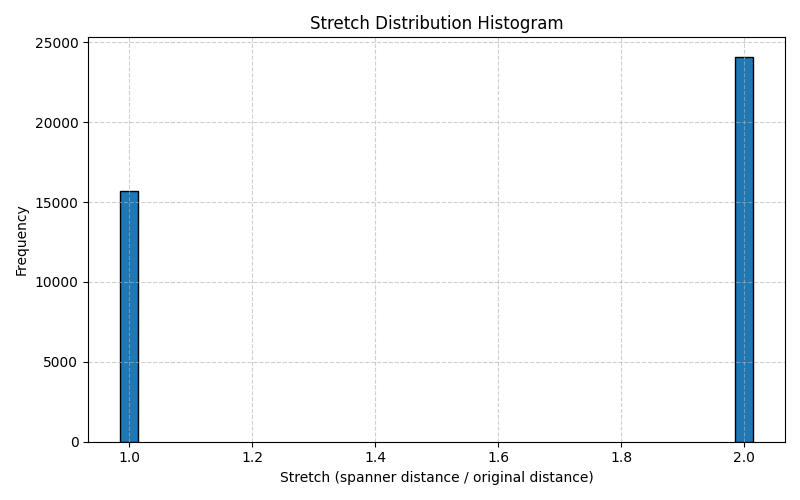 Stretch Distribution Histogram
Frequency
25000
20000
15000
10000
5000
0
1.0 1.2 1.4 1.6 1.8 2.0
Stretch (spanner distance / original distance)